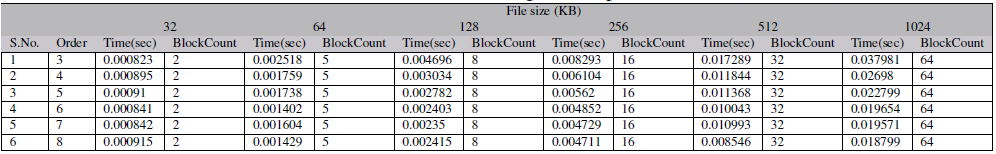 File size (KB)
32 64 128 256 512 1024
S.No. Order Time(sec) BlockCount Time(sec) BlockCount Time(sec) BlockCount Time(sec) BlockCount Time(sec) BlockCount Time(sec) BlockCount
1 3 0.000823 2 0.002518 5 0.004696 8 0.008293 16 0.017289 32 0.037981 64
2 4 0.000895 2 0.001759 5 0.003034 8 0.006104 16 0.011844 32 0.02698 64
3 5 0.00091 2 0.001738 5 0.002782 8 0.00562 16 0.011368 32 0.022799 64
4 6 0.000841 2 0.001402 5 0.002403 8 0.004852 16 0.010043 32 0.019654 64
5 7 0.000842 2 0.001604 5 0.00235 8 0.004729 16 0.010993 32 0.019571 64
6 8 0.000915 2 0.001429 5 0.002415 8 0.004711 16 0.008546 32 0.018799 64